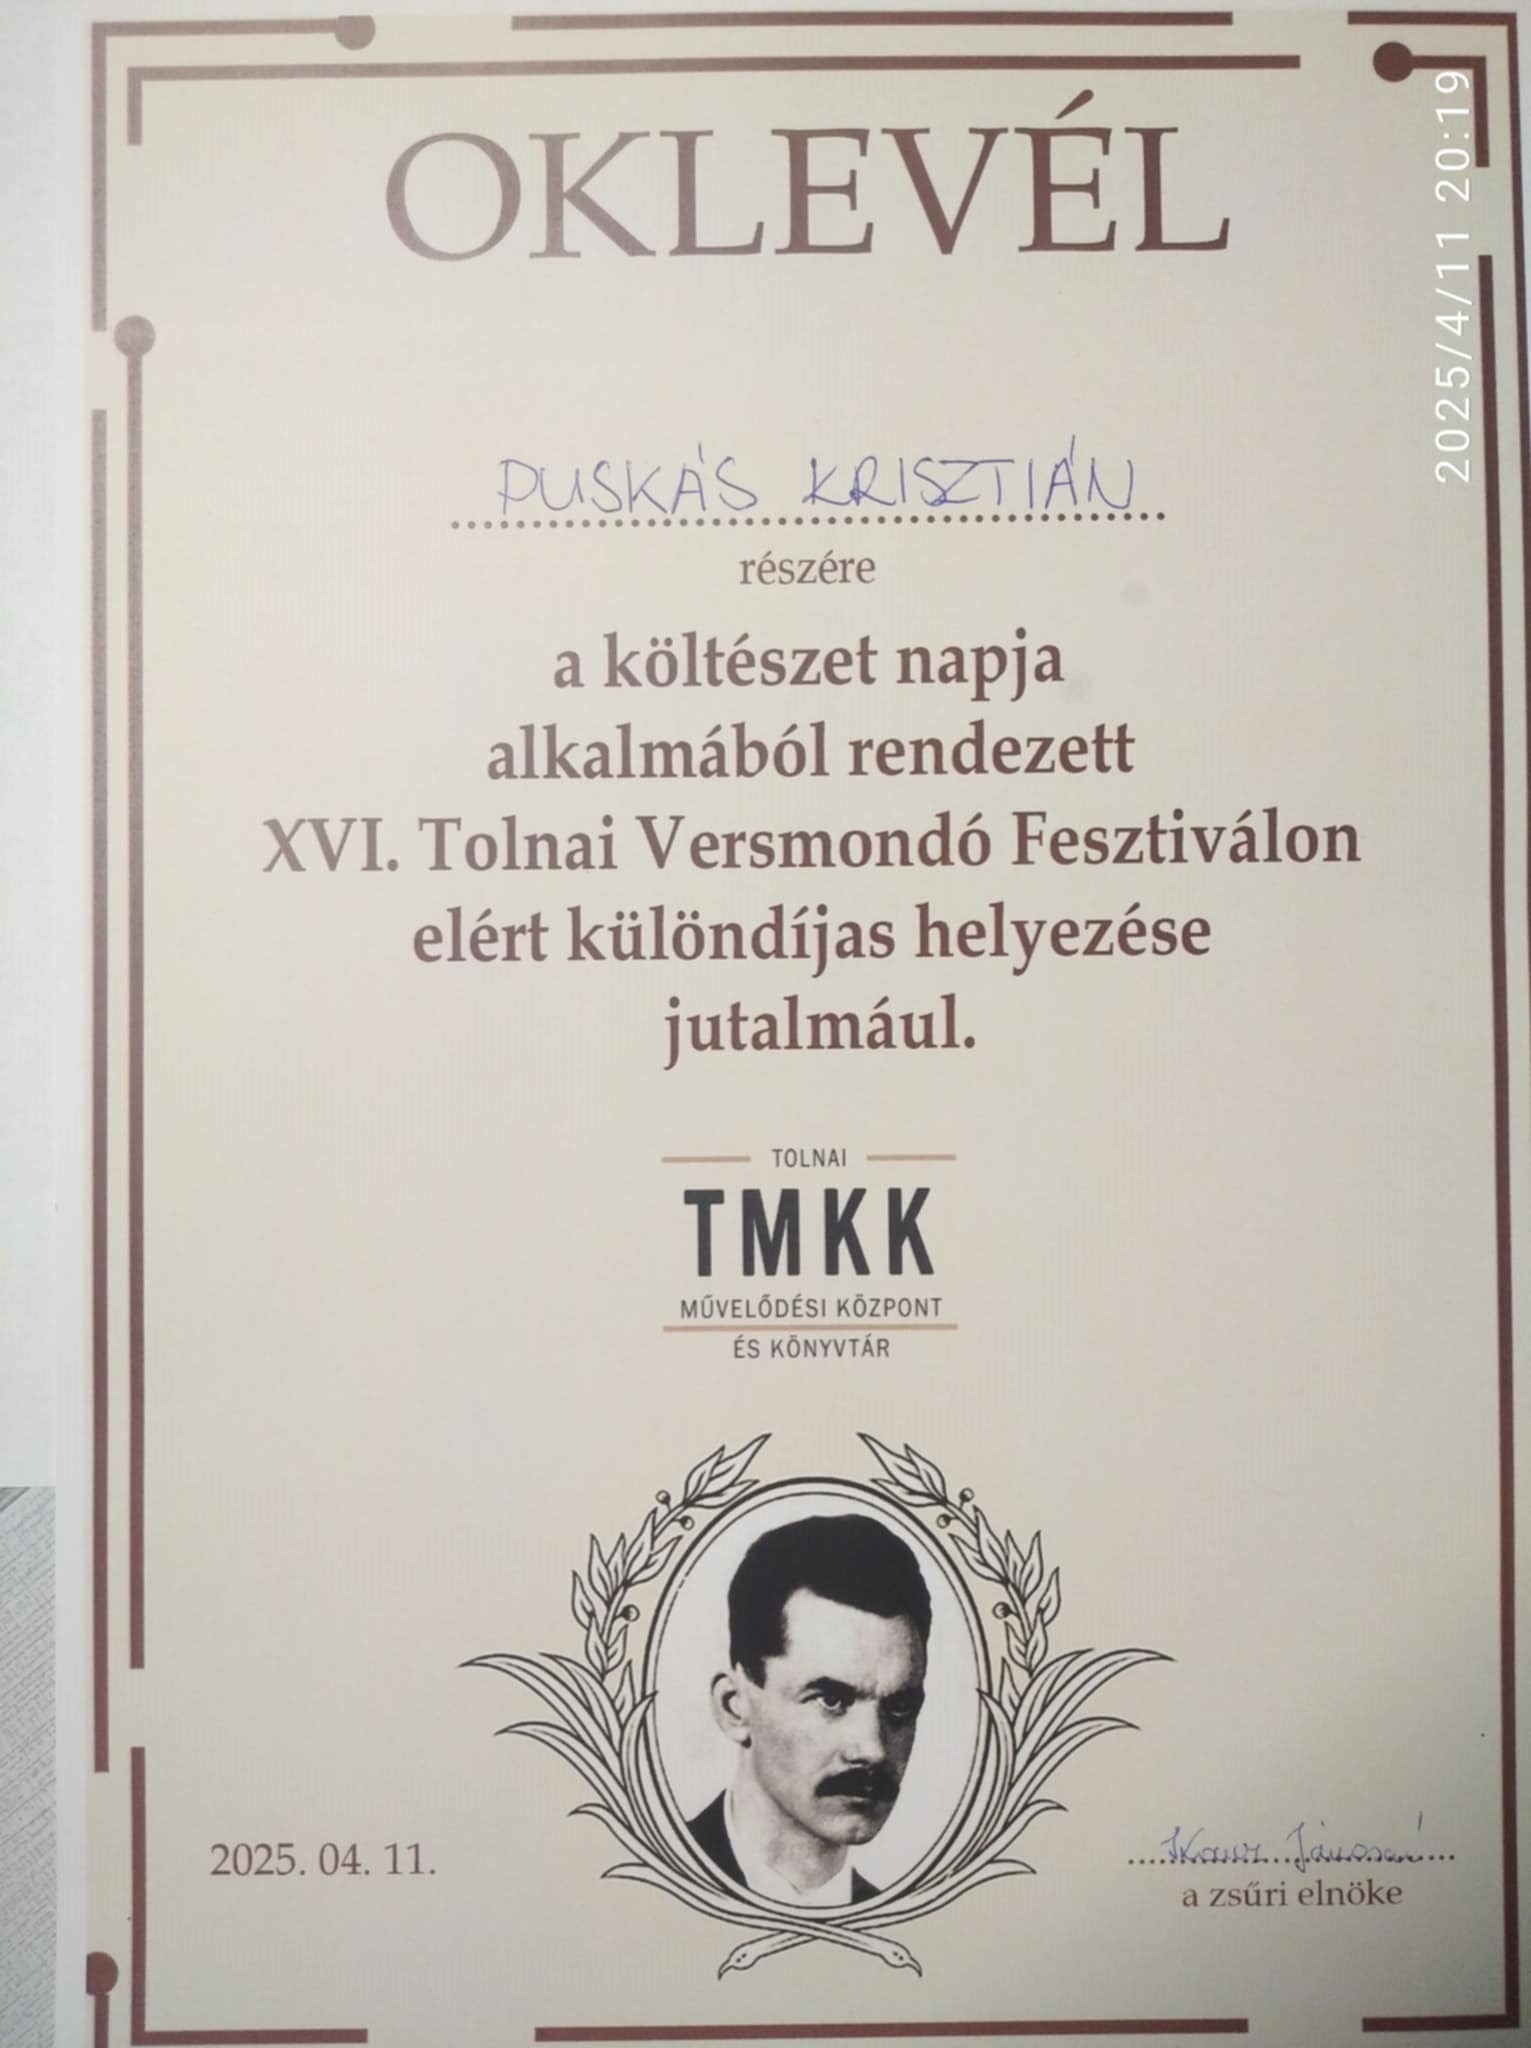 OKLEVÉL
2025/4/11 20:19
PUSKÁS KRISZTIÁN
részére
a költészet napja
alkalmából rendezett
XVI. Tolnai Versmondó Fesztiválon
elért különdíjas helyezése
jutalmául.
TOLNAI
TMKK
MŰVELŐDÉSI KÖZPONT
ÉS KÖNYVTÁR
2025. 04. 11.
Jánosné
a zsűri elnöke